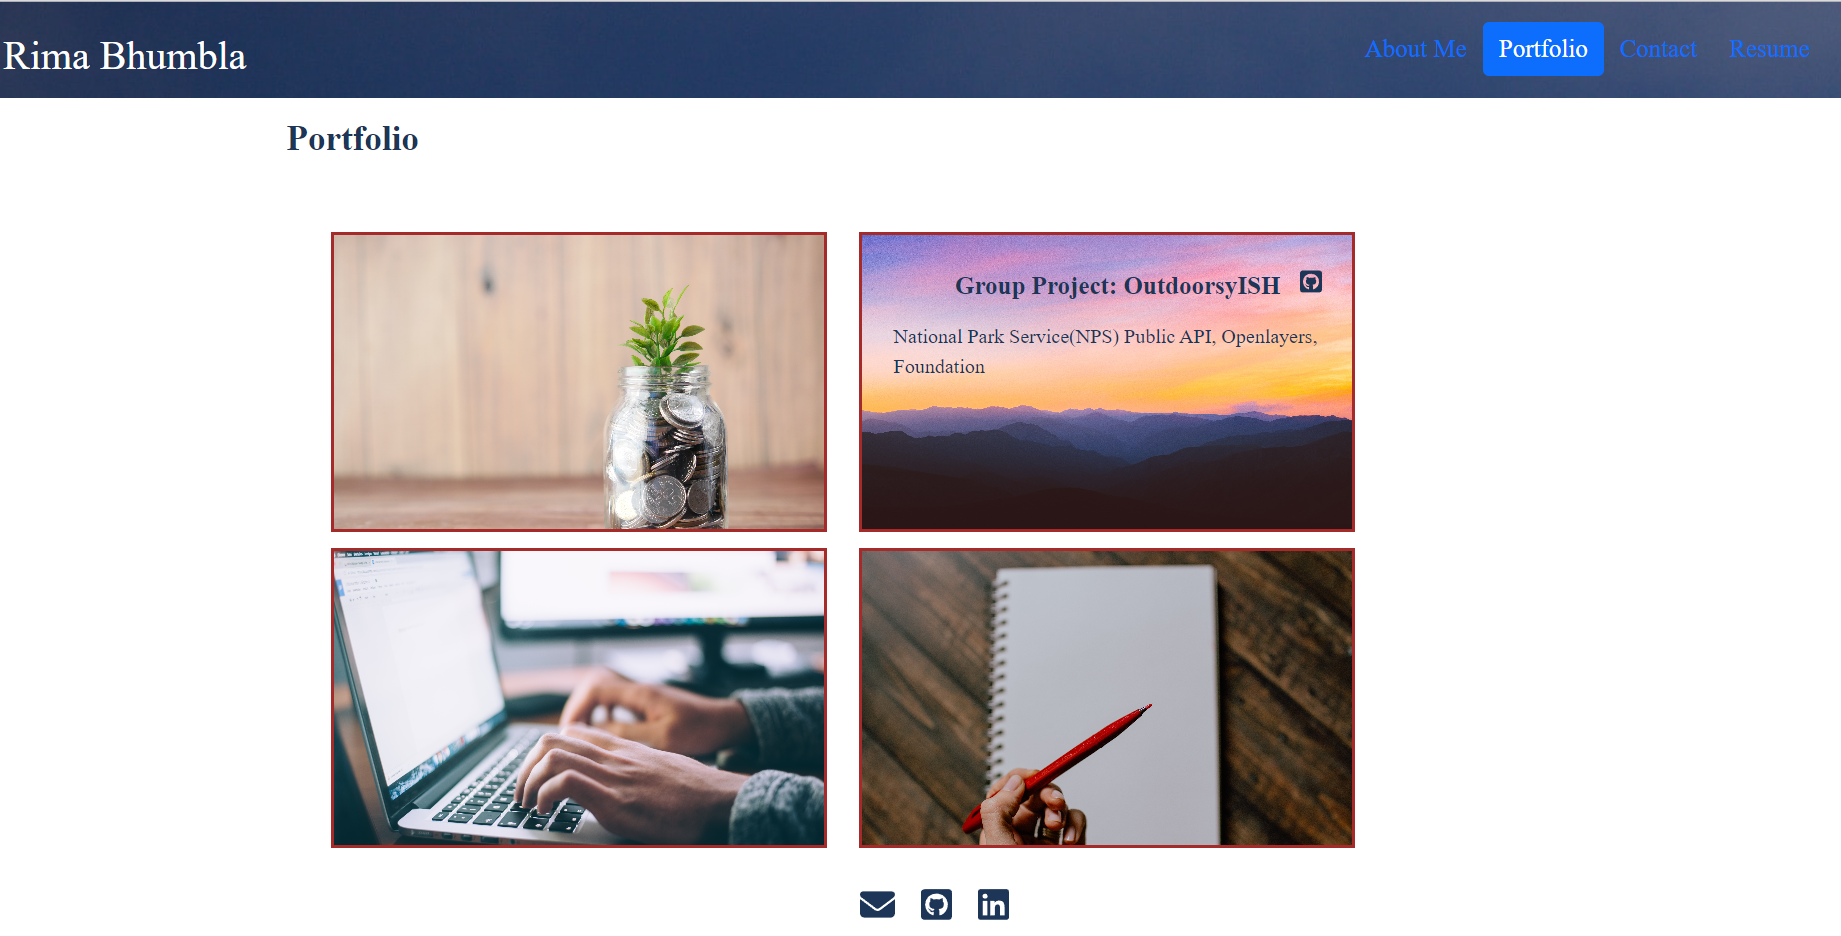 Rima Bhumbla
About Me Portfolio Contact Resume
Portfolio
Group Project: OutdoorsyISH
National Park Service(NPS) Public API, Openlayers,
Foundation
in